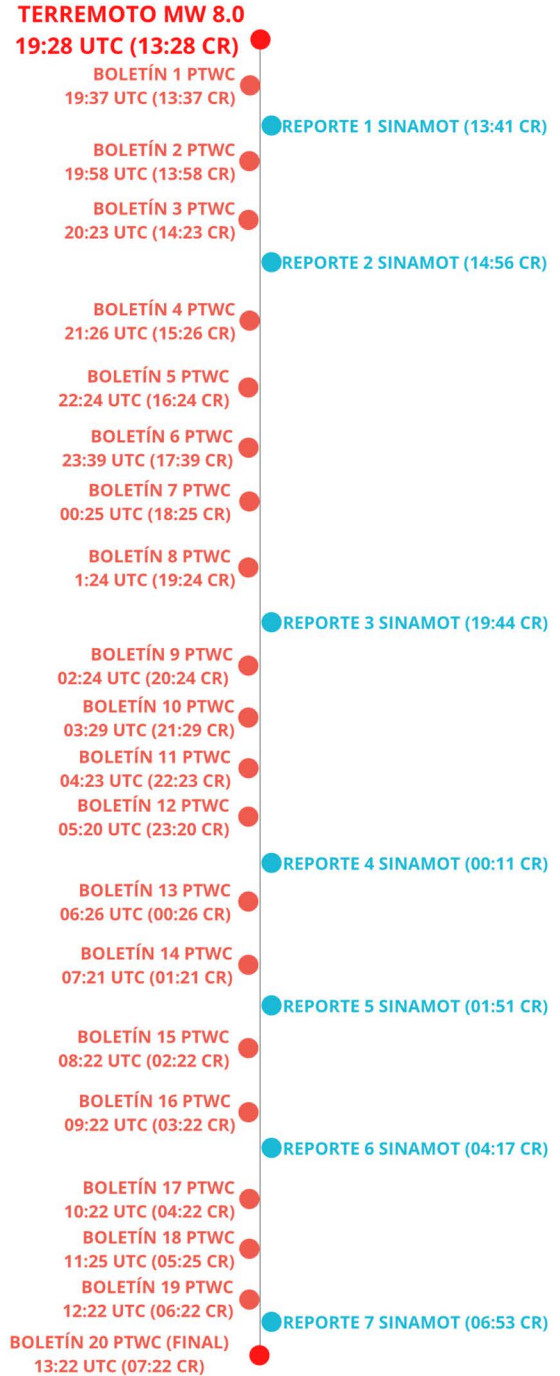 TERREMOTO MW 8.0
19:28 UTC (13:28 CR)
BOLETÍN 1 PTWC
19:37 UTC (13:37 CR)
REPORTE 1 SINAMOT (13:41 CR)
BOLETÍN 2 PTWC
19:58 UTC (13:58 CR)
BOLETÍN 3 PTWC
20:23 UTC (14:23 CR)
REPORTE 2 SINAMOT (14:56 CR)
BOLETÍN 4 PTWC
21:26 UTC (15:26 CR)
BOLETÍN 5 PTWC
22:24 UTC (16:24 CR)
BOLETÍN 6 PTWC
23:39 UTC (17:39 CR)
BOLETÍN 7 PTWC
00:25 UTC (18:25 CR)
BOLETÍN 8 PTWC
1:24 UTC (19:24 CR)
REPORTE 3 SINAMOT (19:44 CR)
BOLETÍN 9 PTWC
02:24 UTC (20:24 CR)
BOLETÍN 10 PTWC
03:29 UTC (21:29 CR)
BOLETÍN 11 PTWC
04:23 UTC (22:23 CR)
BOLETÍN 12 PTWC
05:20 UTC (23:20 CR)
REPORTE 4 SINAMOT (00:11 CR)
BOLETÍN 13 PTWC
06:26 UTC (00:26 CR)
BOLETÍN 14 PTWC
07:21 UTC (01:21 CR)
REPORTE 5 SINAMOT (01:51 CR)
BOLETÍN 15 PTWC
08:22 UTC (02:22 CR)
BOLETÍN 16 PTWC
09:22 UTC (03:22 CR)
REPORTE 6 SINAMOT (04:17 CR)
BOLETÍN 17 PTWC
10:22 UTC (04:22 CR)
BOLETÍN 18 PTWC
11:25 UTC (05:25 CR)
BOLETÍN 19 PTWC
12:22 UTC (06:22 CR)
REPORTE 7 SINAMOT (06:53 CR)
BOLETÍN 20 PTWC (FINAL)
13:22 UTC (07:22 CR)